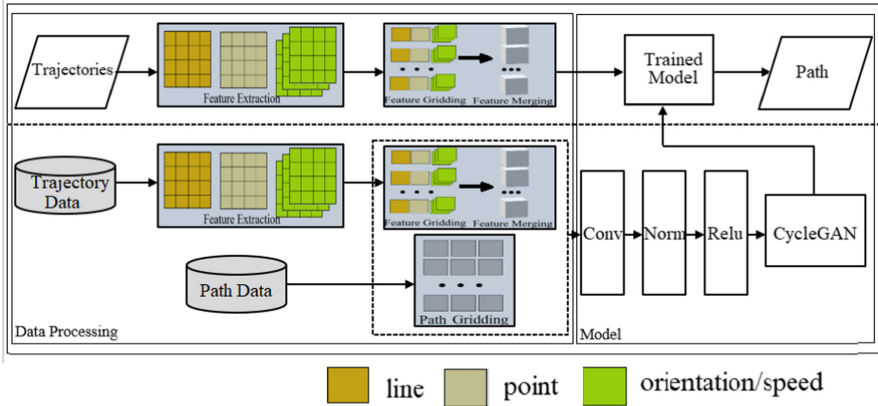 Trajectories
Feature Extraction
Feature Gridding Feature Merging
Trained
Model
Path
Trajectory
Data
Feature Extraction
Feature Gridding Feature Merging
Conv
Norm
Relu
CycleGAN
Path Data
Path Gridding
Data Processing
Model
line
point
orientation/speed